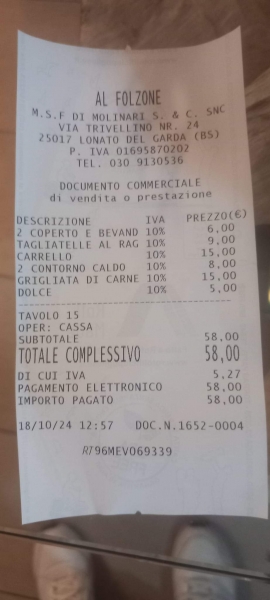 AL FOLZONE
M.S.F DI MOLINARI S. & C. SNC
VIA TRIVELLINO NR. 24
25017 LONATO DEL GARDA (BS)
P. IVA 01695870202
TEL. 030 9130536
DOCUMENTO COMMERCIALE
di vendita o prestazione
DESCRIZIONE IVA PREZZO(€)
2 COPERTO E BEVAND 10% 6,00
TAGLIATELLE AL RAG 10% 9,00
CARRELLO 10% 15,00
2 CONTORNO CALDO 10% 8,00
GRIGLIATA DI CARNE 10% 15,00
DOLCE 10% 5,00
TAVOLO 15
OPER: CASSA
SUBTOTALE 58,00
TOTALE COMPLESSIVO 58,00
DI CUI IVA 5,27
PAGAMENTO ELETTRONICO 58,00
IMPORTO PAGATO 58,00
18/10/24 12:57 DOC.N.1652-0004
RT96MEV069339